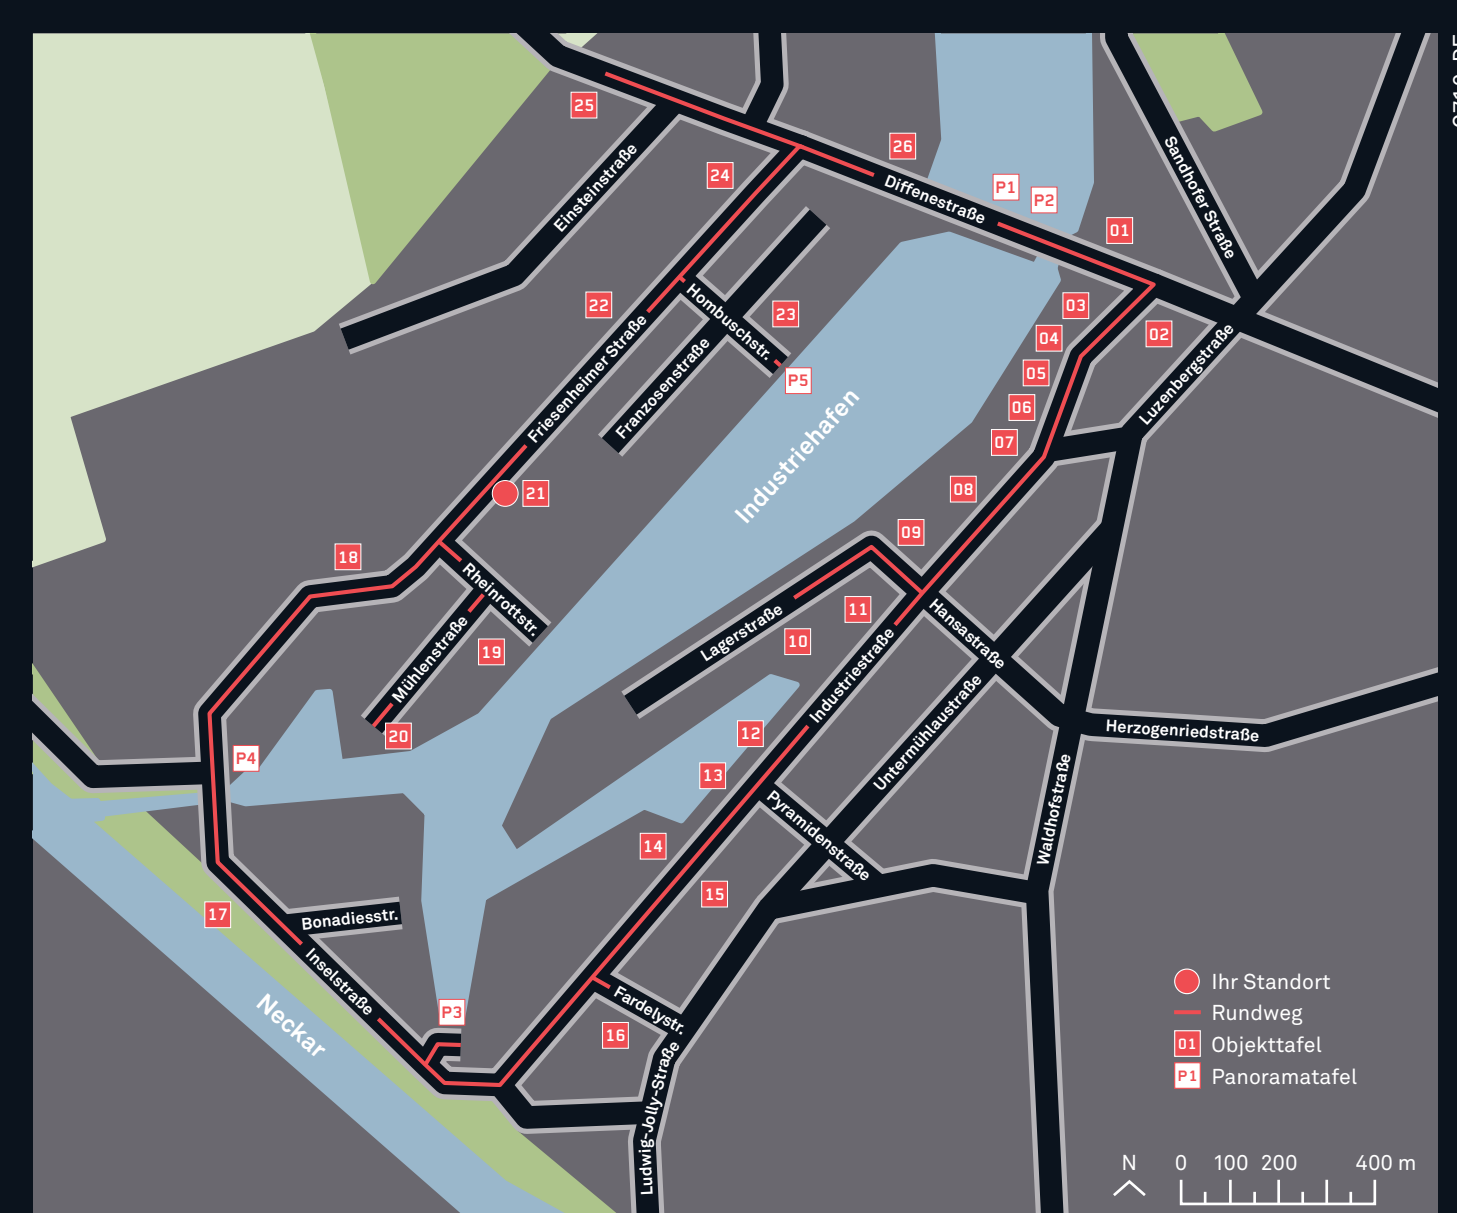 25
26
24
Einsteinstraße
Diffenestraße
P1
P2
01
Sandhofer Straße
22
Hombuschstr.
23
03
02
04
Luzenbergstraße
Friesenheimer Straße
Franzosenstraße
P5
05
06
07
Industriehafen
21
08
09
18
Rheinrottstr.
Mühlenstraße
19
20
Lagerstraße
11
10
Hansastraße
Industriestraße
Untermühlaustraße
Herzogenriedstraße
P4
12
13
Pyramidenstraße
Waldhofstraße
14
15
17
Bonadiesstr.
Inselstraße
Neckar
P3
Fardelystr.
16
Ludwig-Jolly-Straße
Ihr Standort
Rundweg
01 Objekttafel
P1 Panoramatafel
N 0 100 200 400 m